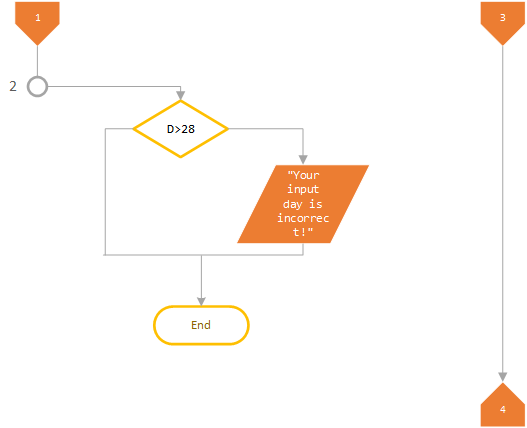 1
3
2
D>28
"Your
input
day is
incorrec
t!"
End
4